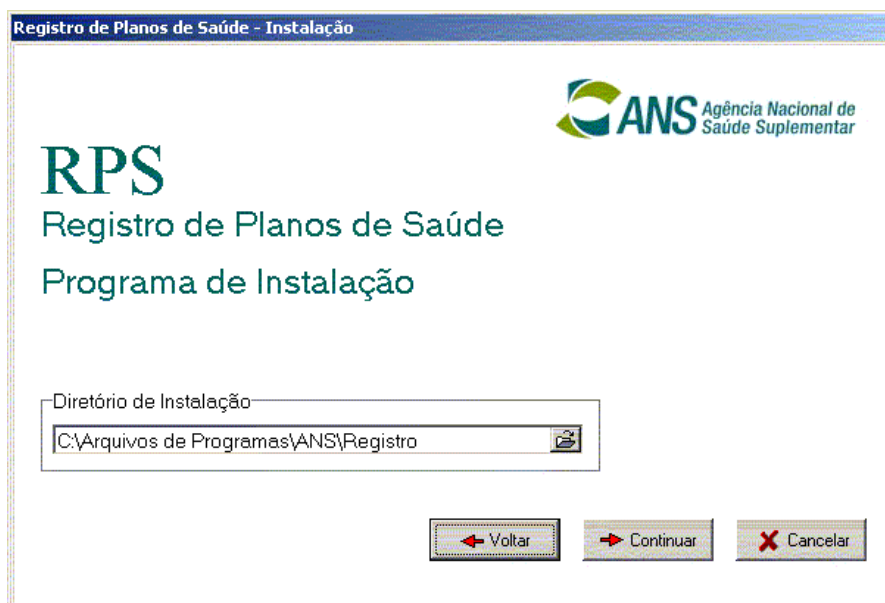 Registro de Planos de Saúde - Instalação
ANS Agência Nacional de
Saúde Suplementar
RPS
Registro de Planos de Saúde
Programa de Instalação
Diretório de Instalação
C:\Arquivos de Programas\ANS\Registro
Voltar Continuar Cancelar